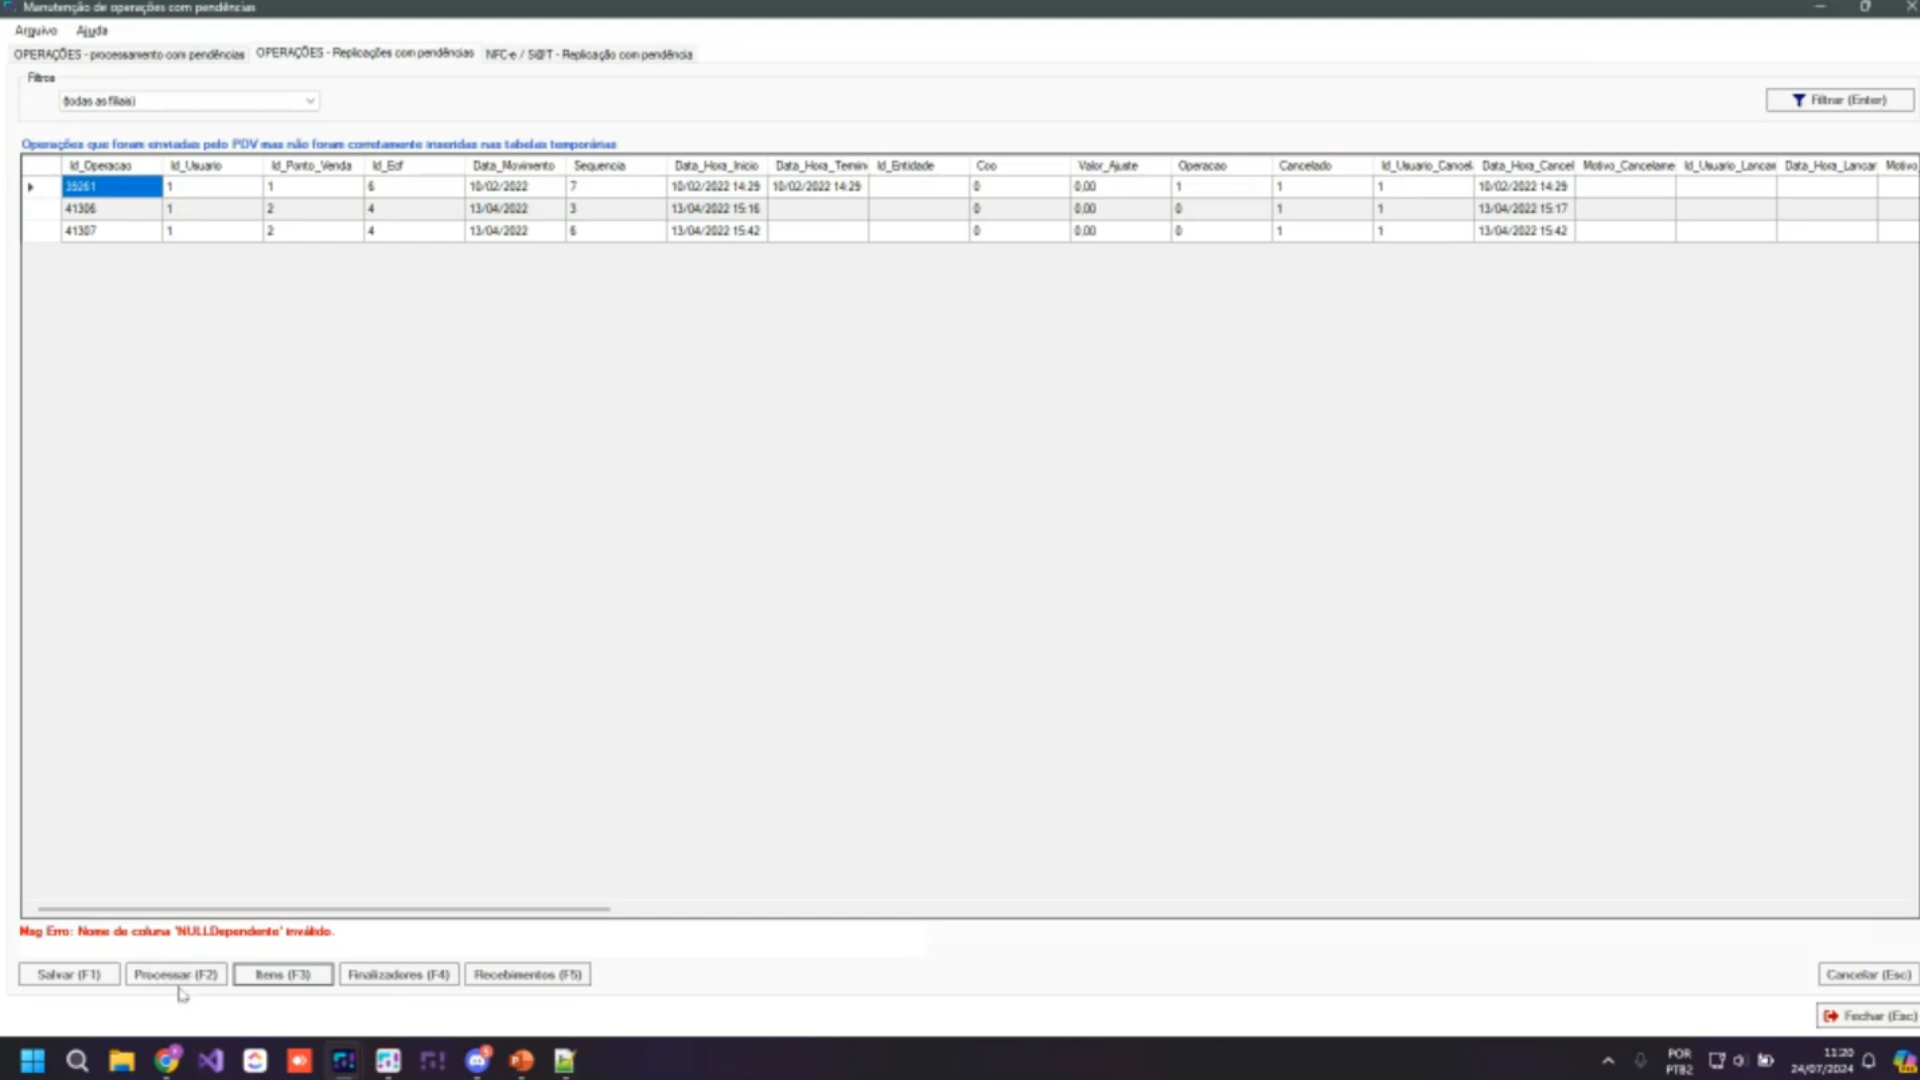 Manutenção de operações com pendências
Arquivo Ajuda
OPERAÇÕES - processamento com pendências OPERAÇÕES - Replicações com pendências NFC-e / S@T - Replicação com pendência
Filtros
(todas as filiais) Filtrar (Enter)
Operações que foram enviadas pelo PDV mas não foram corretamente inseridas nas tabelas temporárias
Id_Operacao Id_Usuario Id_Ponto_Venda Id_Ecf Data_Movimento Sequencia Data_Hora_Inicio Data_Hora_Termin Id_Entidade Coo Valor_Ajuste Operacao Cancelado Id_Usuario_Cancel Data_Hora_Cancel Motivo_Cancelame Id_Usuario_Lancam Data_Hora_Lancar Motivo_
35261 1 1 6 10/02/2022 7 10/02/2022 14:29 10/02/2022 14:29 0 0,00 1 1 1 10/02/2022 14:29
41306 1 2 4 13/04/2022 3 13/04/2022 15:16 0 0,00 0 1 1 13/04/2022 15:17
41307 1 2 4 13/04/2022 6 13/04/2022 15:42 0 0,00 0 1 1 13/04/2022 15:42
Msg Erro: Nome de coluna 'NULLDependente' inválido.
Salvar (F1) Processar (F2) Itens (F3) Finalizadores (F4) Recebimentos (F5) Cancelar (Esc)
Fechar (Esc)
POR 11:20
PTB2 24/07/2024